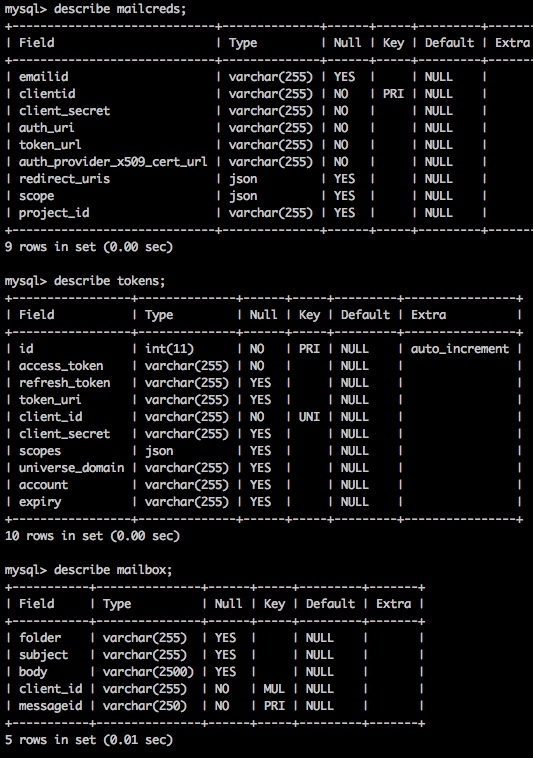 mysql> describe mailcreds;
+---------------------------+--------------+------+-----+---------+-------
| Field                     | Type         | Null | Key | Default | Extra
+---------------------------+--------------+------+-----+---------+-------
| emailid                   | varchar(255) | YES  |     | NULL    |
| clientid                  | varchar(255) | NO   | PRI | NULL    |
| client_secret             | varchar(255) | NO   |     | NULL    |
| auth_uri                  | varchar(255) | NO   |     | NULL    |
| token_url                 | varchar(255) | NO   |     | NULL    |
| auth_provider_x509_cert_url | varchar(255) | NO   |     | NULL    |
| redirect_uris             | json         | YES  |     | NULL    |
| scope                     | json         | YES  |     | NULL    |
| project_id                | varchar(255) | YES  |     | NULL    |
+---------------------------+--------------+------+-----+---------+-------
9 rows in set (0.00 sec)
mysql> describe tokens;
+-----------------+--------------+------+-----+---------+----------------+
| Field           | Type         | Null | Key | Default | Extra          |
+-----------------+--------------+------+-----+---------+----------------+
| id              | int(11)      | NO   | PRI | NULL    | auto_increment |
| access_token    | varchar(255) | NO   |     | NULL    |                |
| refresh_token   | varchar(255) | YES  |     | NULL    |                |
| token_uri       | varchar(255) | YES  |     | NULL    |                |
| client_id       | varchar(255) | NO   | UNI | NULL    |                |
| client_secret   | varchar(255) | YES  |     | NULL    |                |
| scopes          | json         | YES  |     | NULL    |                |
| universe_domain | varchar(255) | YES  |     | NULL    |                |
| account         | varchar(255) | YES  |     | NULL    |                |
| expiry          | varchar(255) | YES  |     | NULL    |                |
+-----------------+--------------+------+-----+---------+----------------+
10 rows in set (0.00 sec)
mysql> describe mailbox;
+-----------+---------------+------+-----+---------+-------+
| Field     | Type          | Null | Key | Default | Extra |
+-----------+---------------+------+-----+---------+-------+
| folder    | varchar(255)  | YES  |     | NULL    |       |
| subject   | varchar(255)  | YES  |     | NULL    |       |
| body      | varchar(2500) | YES  |     | NULL    |       |
| client_id | varchar(255)  | NO   | MUL | NULL    |       |
| messageid | varchar(250)  | NO   | PRI | NULL    |       |
+-----------+---------------+------+-----+---------+-------+
5 rows in set (0.01 sec)